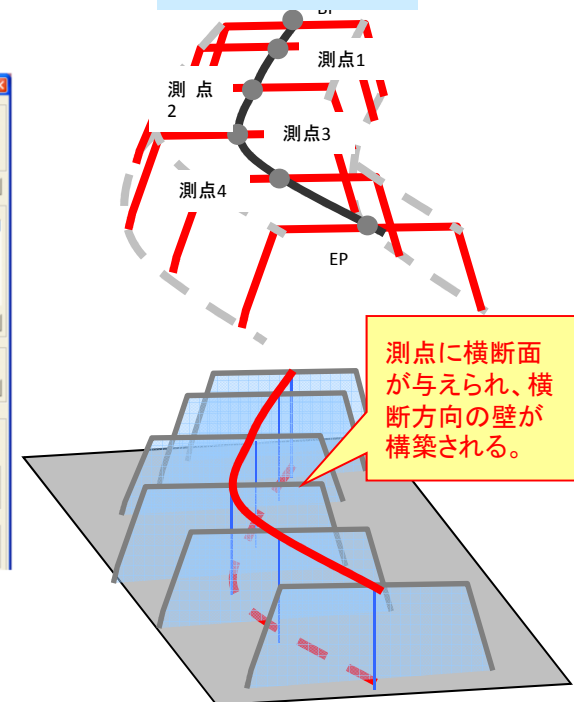 BP
測点1
測 点
2
測点3
測点4
EP
測点に横断面
が与えられ、横
断方向の壁が
構築される。